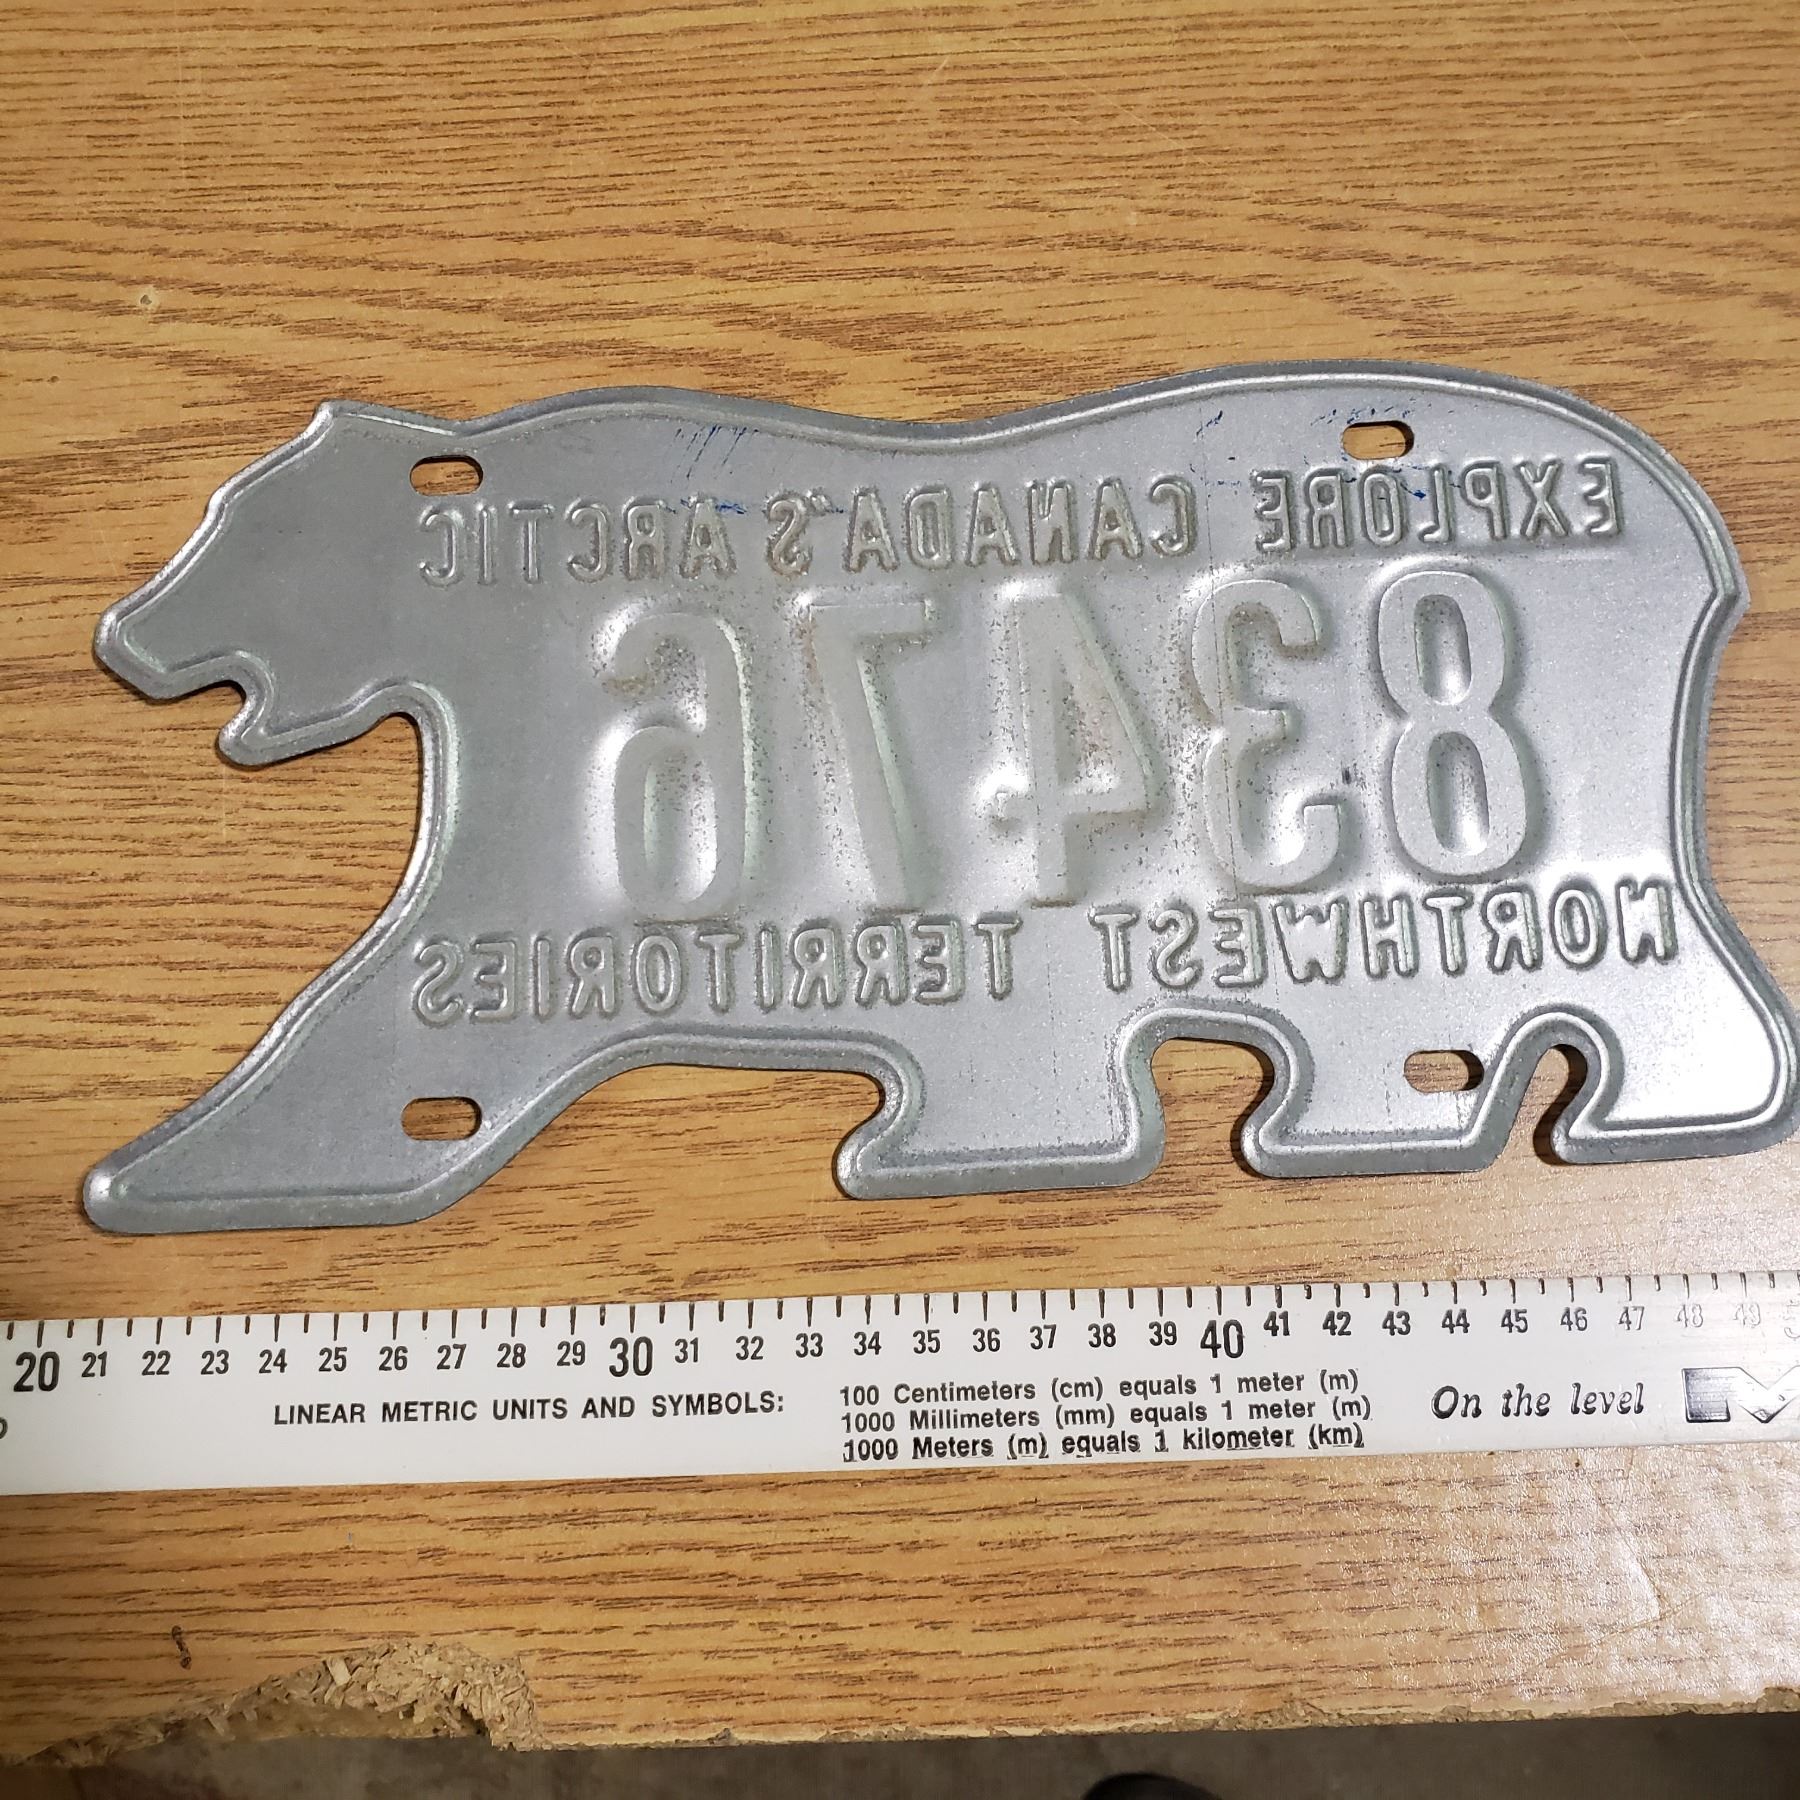 EXPLORE CANADA'S ARCTIC
83476
NORTHWEST TERRITORIES
20 21 22 23 24 25 26 27 28 29 30 31 32 33 34 35 36 37 38 39 40 41 42 43 44 45 46 47 48 49
LINEAR METRIC UNITS AND SYMBOLS:
100 Centimeters (cm) equals 1 meter (m)
1000 Millimeters (mm) equals 1 meter (m)
1000 Meters (m) equals 1 kilometer (km)
On the level